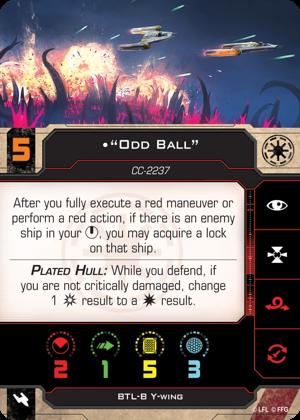 5
•“Odd Ball”
CC-2237
After you fully execute a red maneuver or
perform a red action, if there is an enemy
ship in your , you may acquire a lock
on that ship.
Plated Hull: While you defend, if
you are not critically damaged, change
1 result to a result.
2 1 5 3
BTL-B Y-wing
© LFL © FFG